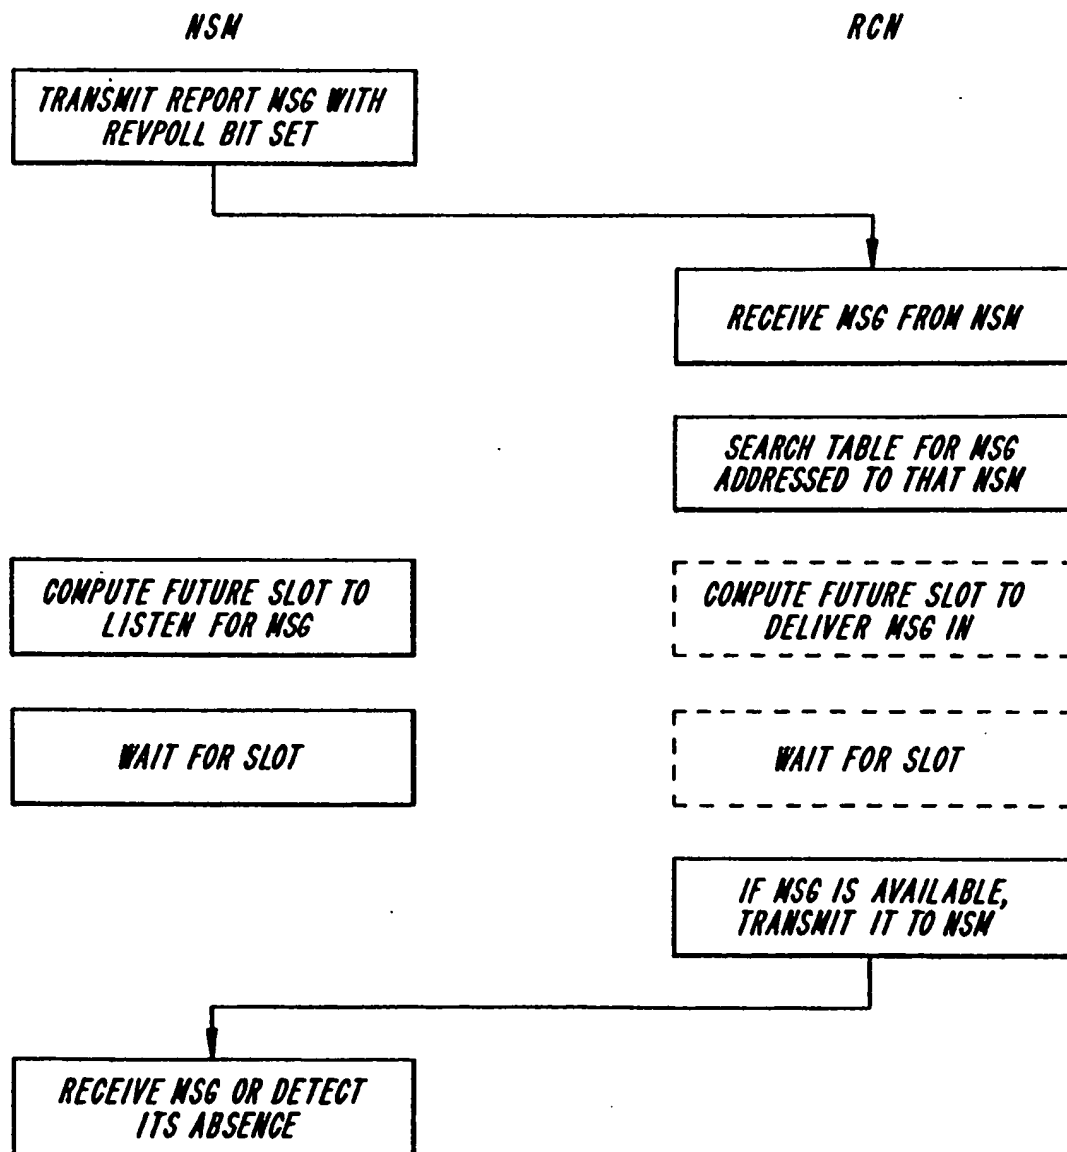 NSM
RCN
TRANSMIT REPORT MSG WITH
REVPOLL BIT SET
RECEIVE MSG FROM NSM
SEARCH TABLE FOR MSG
ADDRESSED TO THAT NSM
COMPUTE FUTURE SLOT TO
LISTEN FOR MSG
COMPUTE FUTURE SLOT TO
DELIVER MSG IN
WAIT FOR SLOT
WAIT FOR SLOT
IF MSG IS AVAILABLE,
TRANSMIT IT TO NSM
RECEIVE MSG OR DETECT
ITS ABSENCE